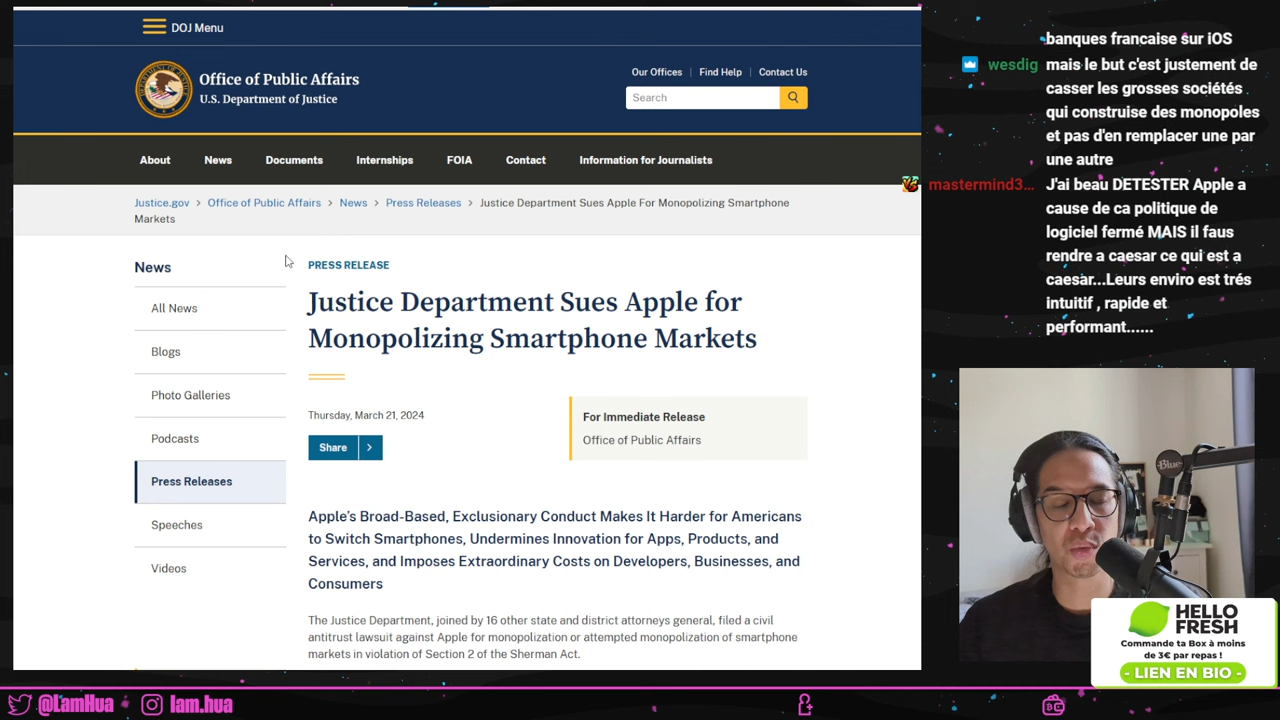 DOJ Menu
Office of Public Affairs
U.S. Department of Justice
Our Offices | Find Help | Contact Us
Search
About News Documents Internships FOIA Contact Information for Journalists
Justice.gov > Office of Public Affairs > News > Press Releases > Justice Department Sues Apple For Monopolizing Smartphone
Markets
News
All News
Blogs
Photo Galleries
Podcasts
Press Releases
Speeches
Videos
PRESS RELEASE
Justice Department Sues Apple for
Monopolizing Smartphone Markets
Thursday, March 21, 2024
Share >
For Immediate Release
Office of Public Affairs
Apple’s Broad-Based, Exclusionary Conduct Makes It Harder for Americans
to Switch Smartphones, Undermines Innovation for Apps, Products, and
Services, and Imposes Extraordinary Costs on Developers, Businesses, and
Consumers
The Justice Department, joined by 16 other state and district attorneys general, filed a civil
antitrust lawsuit against Apple for monopolization or attempted monopolization of smartphone
markets in violation of Section 2 of the Sherman Act.
banques francaise sur iOS
wesdig mais le but c'est justement de
casser les grosses sociétés
qui construise des monopoles
et pas d'en remplacer une par
une autre
mastermind3... J'ai beau DETESTER Apple a
cause de ca politique de
logiciel fermé MAIS il faus
rendre a caesar ce qui est a
caesar...Leurs enviro est trés
intuitif , rapide et
performant......
Blue
HELLO
FRESH
Commande ta Box à moins
de 3€ par repas !
- LIEN EN BIO -
@LamHua lam.hua